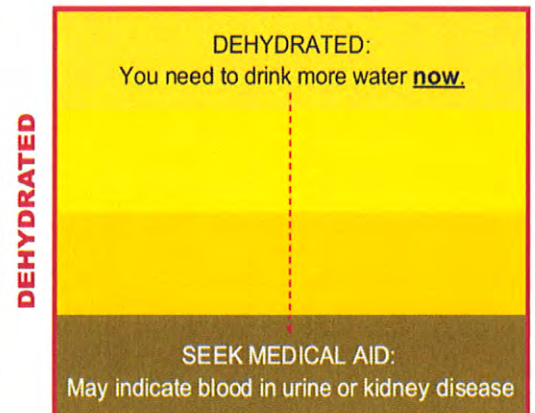 DEHYDRATED
DEHYDRATED:
You need to drink more water now.
SEEK MEDICAL AID:
May indicate blood in urine or kidney disease